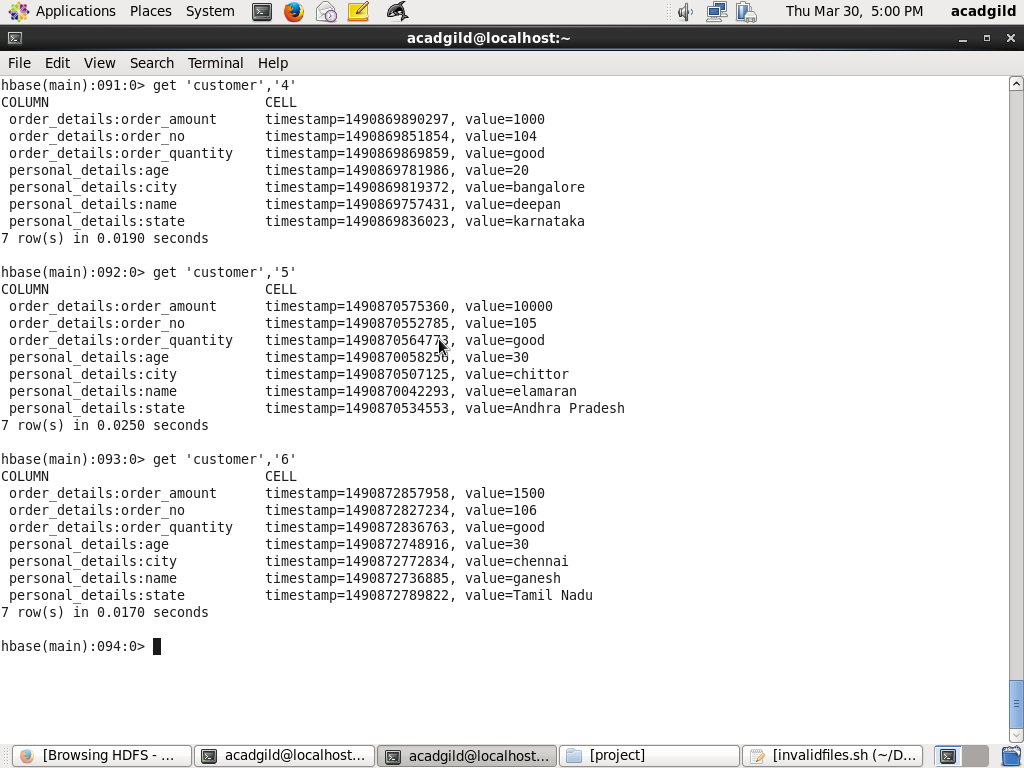 Applications Places System Thu Mar 30, 5:00 PM acadgild
acadgild@localhost:~
File Edit View Search Terminal Help
hbase(main):091:0> get 'customer','4'
COLUMN CELL
order_details:order_amount timestamp=1490869890297, value=1000
order_details:order_no timestamp=1490869851854, value=104
order_details:order_quantity timestamp=1490869869859, value=good
personal_details:age timestamp=1490869781986, value=20
personal_details:city timestamp=1490869819372, value=bangalore
personal_details:name timestamp=1490869757431, value=deepan
personal_details:state timestamp=1490869836023, value=karnataka
7 row(s) in 0.0190 seconds
hbase(main):092:0> get 'customer','5'
COLUMN CELL
order_details:order_amount timestamp=1490870575360, value=10000
order_details:order_no timestamp=1490870552785, value=105
order_details:order_quantity timestamp=1490870564773, value=good
personal_details:age timestamp=1490870058256, value=30
personal_details:city timestamp=1490870507125, value=chittor
personal_details:name timestamp=1490870042293, value=elamaran
personal_details:state timestamp=1490870534553, value=Andhra Pradesh
7 row(s) in 0.0250 seconds
hbase(main):093:0> get 'customer','6'
COLUMN CELL
order_details:order_amount timestamp=1490872857958, value=1500
order_details:order_no timestamp=1490872827234, value=106
order_details:order_quantity timestamp=1490872836763, value=good
personal_details:age timestamp=1490872748916, value=30
personal_details:city timestamp=1490872772834, value=chennai
personal_details:name timestamp=1490872736885, value=ganesh
personal_details:state timestamp=1490872789822, value=Tamil Nadu
7 row(s) in 0.0170 seconds
hbase(main):094:0>
[Browsing HDFS - ... acadgild@localhost... acadgild@localhost... [project] [invalidfiles.sh (~/D...